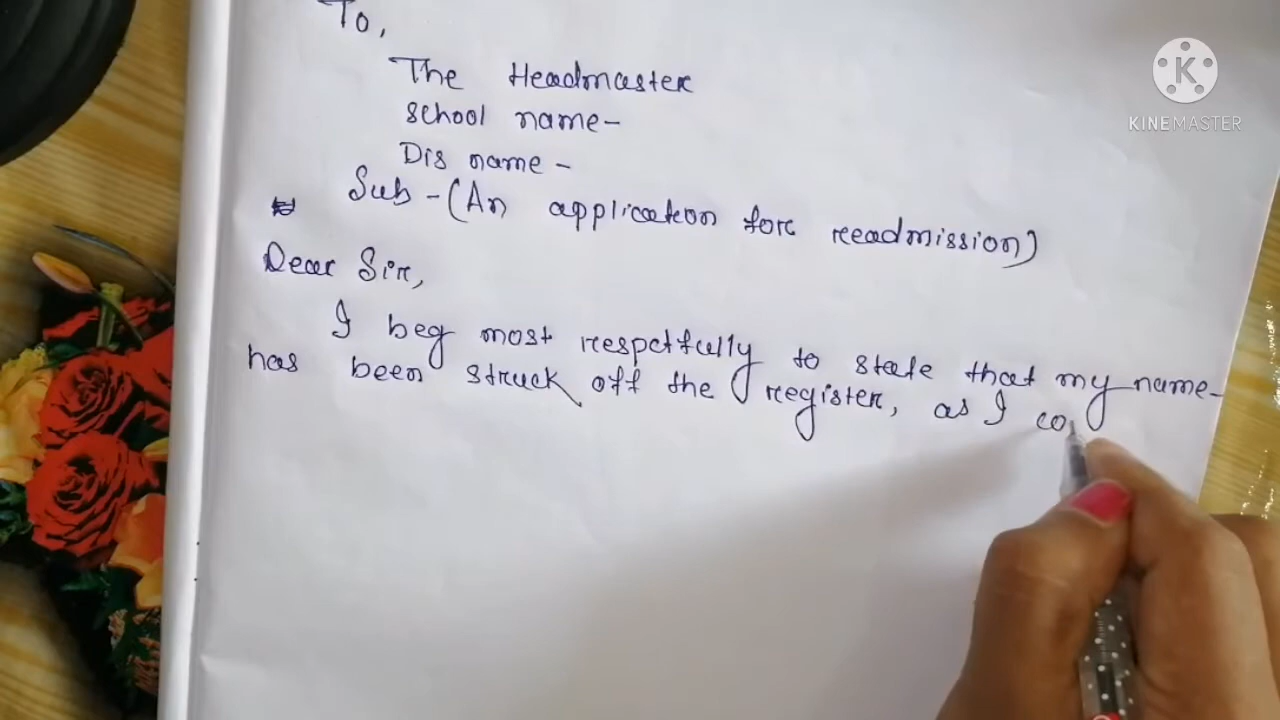 To,
The Headmaster
School name-
Dis name -
Sub - (An application for readmission)
Dear Sir,
I beg most respetfully to state that my name-
has been struck off the register, as I co
K
KINEMASTER